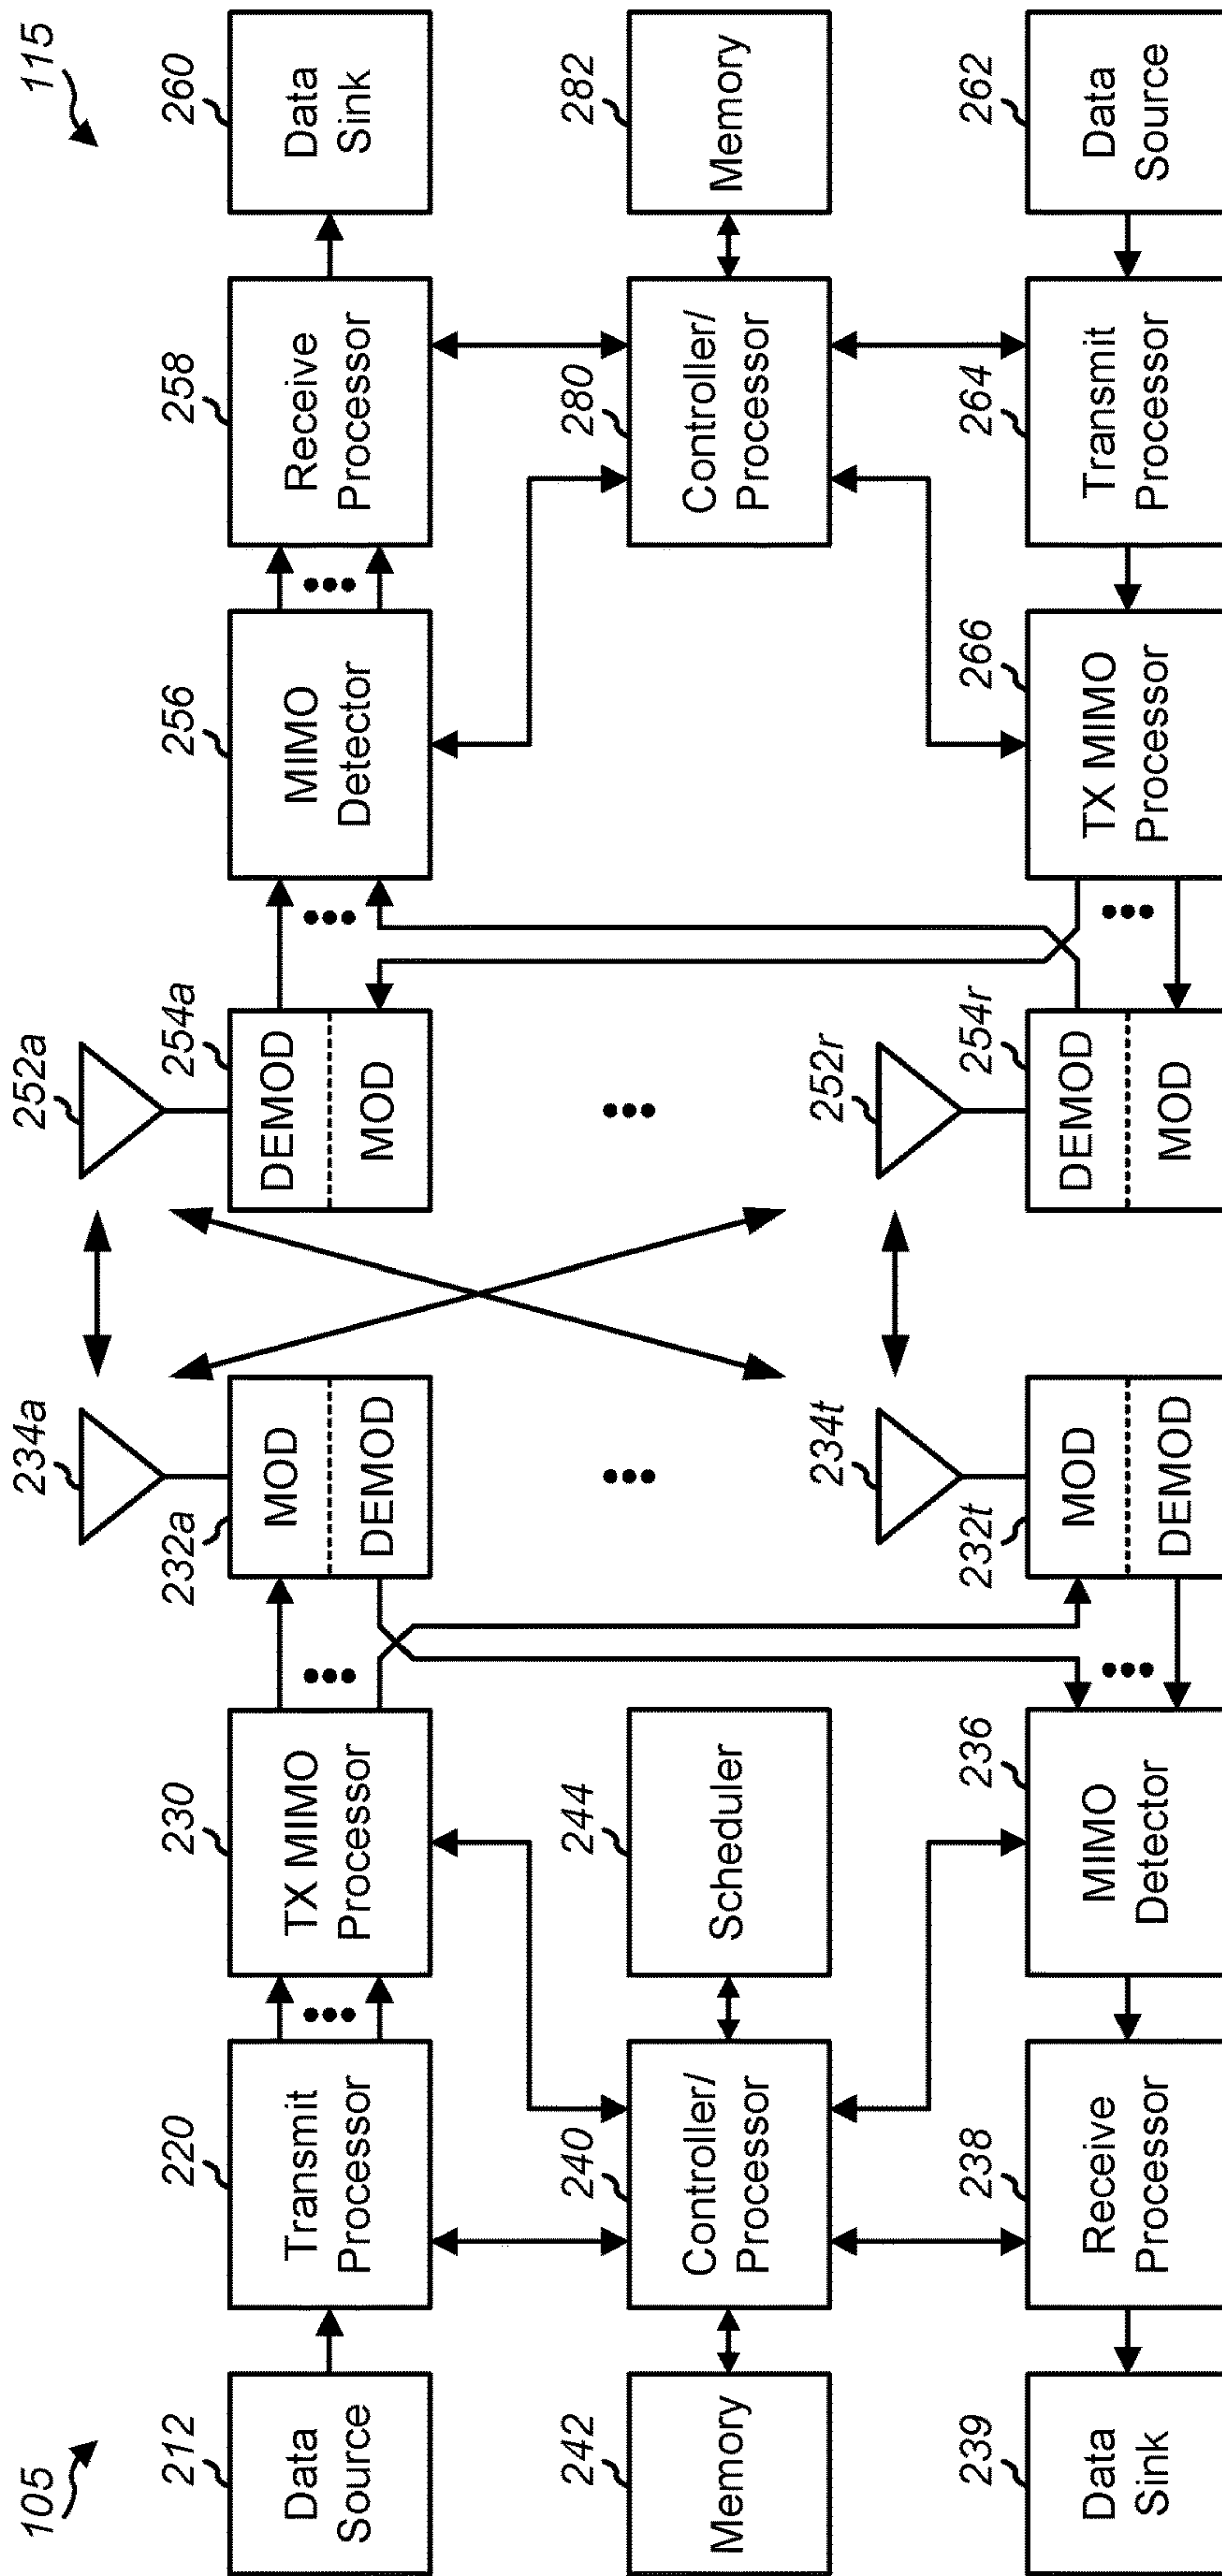 105
115
212
Data
Source
220
Transmit
Processor
230
TX MIMO
Processor
232a
MOD
DEMOD
234a
252a
254a
DEMOD
MOD
256
MIMO
Detector
258
Receive
Processor
260
Data
Sink
242
Memory
240
Controller/
Processor
244
Scheduler
280
Controller/
Processor
282
Memory
239
Data
Sink
238
Receive
Processor
236
MIMO
Detector
232t
MOD
DEMOD
234t
252r
254r
DEMOD
MOD
266
TX MIMO
Processor
264
Transmit
Processor
262
Data
Source